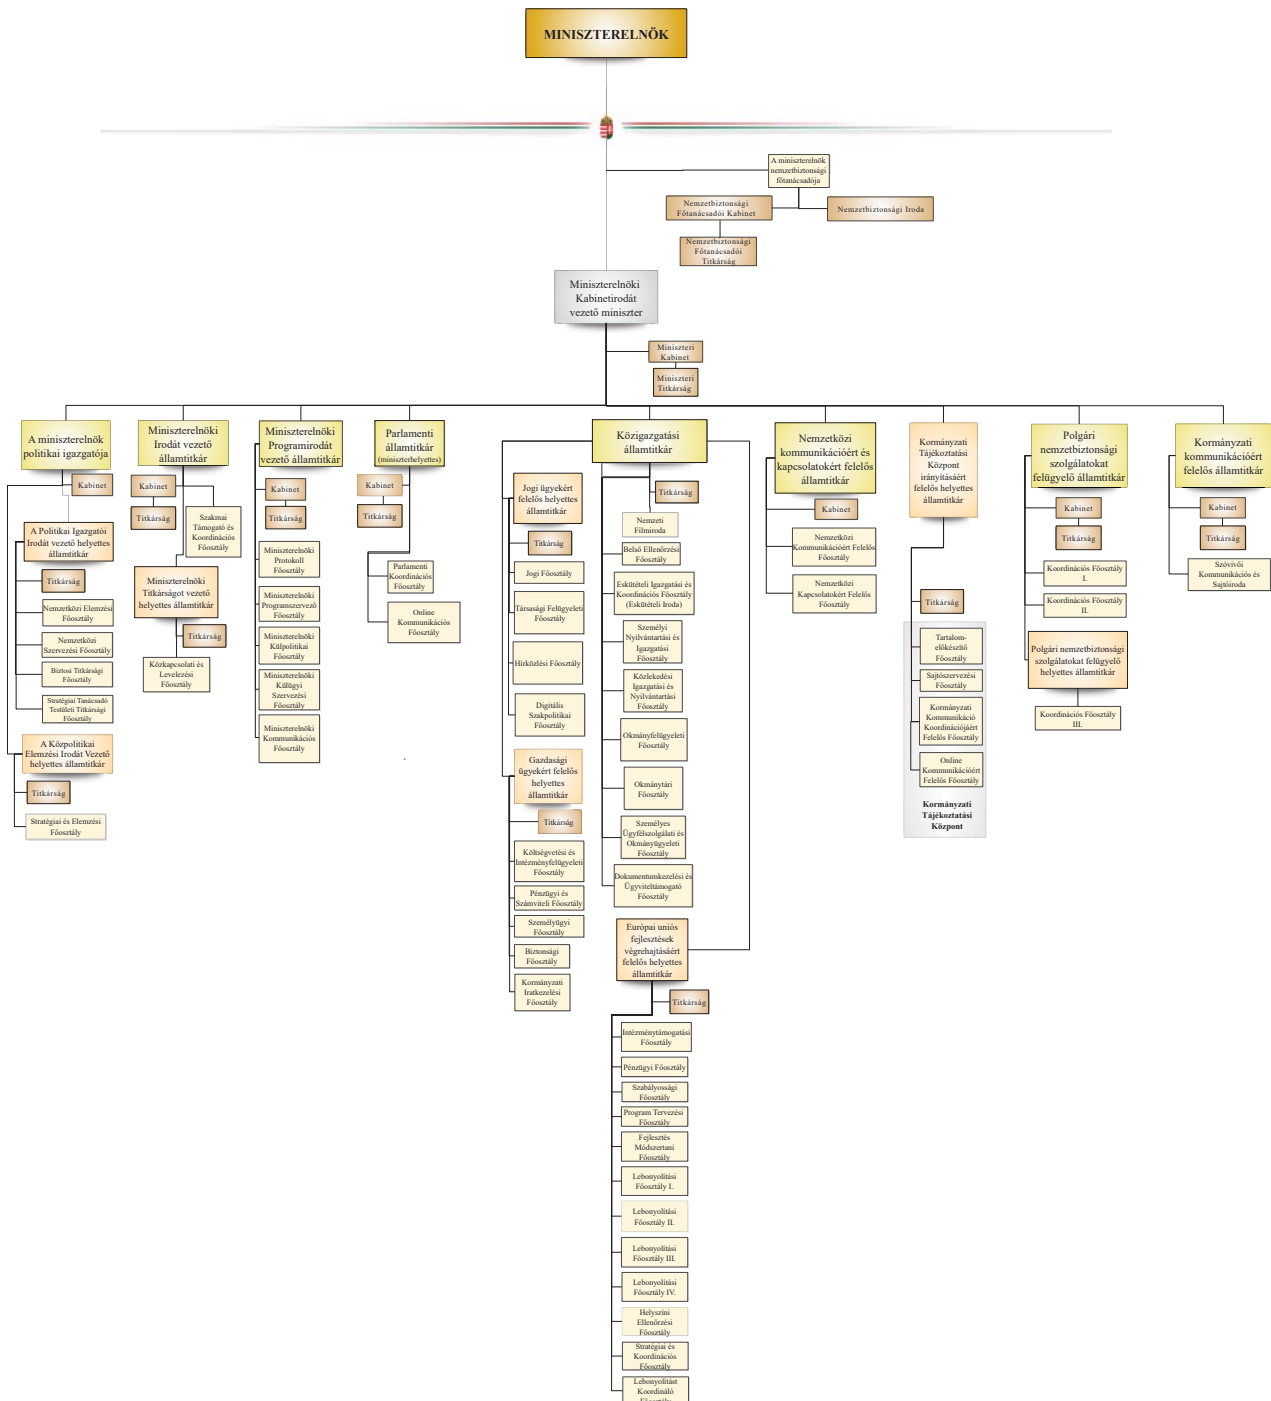 MINISZTERELNÖK
A miniszterelnök
nemzetbiztonsági
főtanácsadója
Nemzetbiztonsági
Főtanácsadói Kabinet
Nemzetbiztonsági Iroda
Nemzetbiztonsági
Főtanácsadói
Titkárság
Miniszterelnöki
Kabinetirodát
vezető miniszter
Miniszteri
Kabinet
Miniszteri
Titkárság
A miniszterelnök
politikai igazgatója
Kabinet
A Politikai Igazgatói
Irodát vezető helyettes
államtitkár
Titkárság
Nemzetközi Elemzési
Főosztály
Nemzetközi
Szervezési Főosztály
Biztosi Titkársági
Főosztály
Stratégiai Tanácsadó
Testületi Titkársági
Főosztály
A Közpolitikai
Elemzési Irodát Vezető
helyettes államtitkár
Titkárság
Stratégiai és Elemzési
Főosztály
Miniszterelnöki
Irodát vezető
államtitkár
Kabinet
Titkárság
Szakmai
Támogató és
Koordinációs
Főosztály
Miniszterelnöki
Titkárságot vezető
helyettes államtitkár
Titkárság
Közkapcsolati és
Levelezési
Főosztály
Miniszterelnöki
Programirodát
vezető államtitkár
Kabinet
Titkárság
Miniszterelnöki
Protokoll
Főosztály
Miniszterelnöki
Programszervező
Főosztály
Miniszterelnöki
Külpolitikai
Főosztály
Miniszterelnöki
Külügyi
Szervezési Főosztály
Miniszterelnöki
Kommunikációs
Főosztály
Parlamenti
államtitkár
(miniszterhelyettes)
Kabinet
Titkárság
Parlamenti
Koordinációs
Főosztály
Online
Kommunikációs
Főosztály
Közigazgatási
államtitkár
Jogi ügyekért
felelős helyettes
államtitkár
Titkárság
Jogi Főosztály
Társasági Felügyeleti
Főosztály
Hírközlési Főosztály
Digitális
Szakpolitikai
Főosztály
Gazdasági
ügyekért felelős
helyettes
államtitkár
Titkárság
Költségvetési és
Intézményfelügyeleti
Főosztály
Pénzügyi és
Számviteli Főosztály
Személyügyi
Főosztály
Biztonsági
Főosztály
Kormányzati
Iratkezelési
Főosztály
Titkárság
Nemzeti
Filmiroda
Belső Ellenőrzési
Főosztály
Eskütételi Igazgatási és
Koordinációs Főosztály
(Eskütételi Iroda)
Személyi
Nyilvántartási és
Igazgatási
Főosztály
Közlekedési
Igazgatási és
Nyilvántartási
Főosztály
Okmányfelügyeleti
Főosztály
Okmánytári
Főosztály
Személyes
Ügyfélszolgálati és
Okmányügyeleti
Főosztály
Dokumentumkezelési és
Ügyviteltámogató
Főosztály
Európai uniós
fejlesztések
végrehajtásáért
felelős helyettes
államtitkár
Titkárság
Intézménytámogatási
Főosztály
Pénzügyi Főosztály
Szabályossági
Főosztály
Program Tervezési
Főosztály
Fejlesztés
Módszertani
Főosztály
Lebonyolítási
Főosztály I.
Lebonyolítási
Főosztály II.
Lebonyolítási
Főosztály III.
Lebonyolítási
Főosztály IV.
Helyszíni
Ellenőrzési
Főosztály
Stratégiai és
Koordinációs
Főosztály
Lebonyolítást
Koordináló
Nemzetközi
kommunikációért és
kapcsolatokért felelős
államtitkár
Kabinet
Nemzetközi
Kommunikációért Felelős
Főosztály
Nemzetközi
Kapcsolatokért Felelős
Főosztály
Kormányzati
Tájékoztatási
Központ
irányításáért
felelős helyettes
államtitkár
Titkárság
Tartalom-
előkészítő
Főosztály
Sajtószervezési
Főosztály
Kormányzati
Kommunikáció
Koordinációjáért
Felelős Főosztály
Online
Kommunikációért
Felelős Főosztály
Kormányzati
Tájékoztatási
Központ
Polgári
nemzetbiztonsági
szolgálatokat
felügyelő államtitkár
Kabinet
Titkárság
Koordinációs Főosztály
I.
Koordinációs Főosztály
II.
Polgári nemzetbiztonsági
szolgálatokat felügyelő
helyettes államtitkár
Koordinációs Főosztály
III.
Kormányzati
kommunikációért
felelős államtitkár
Kabinet
Titkárság
Szóvivői
Kommunikációs és
Sajtóiroda